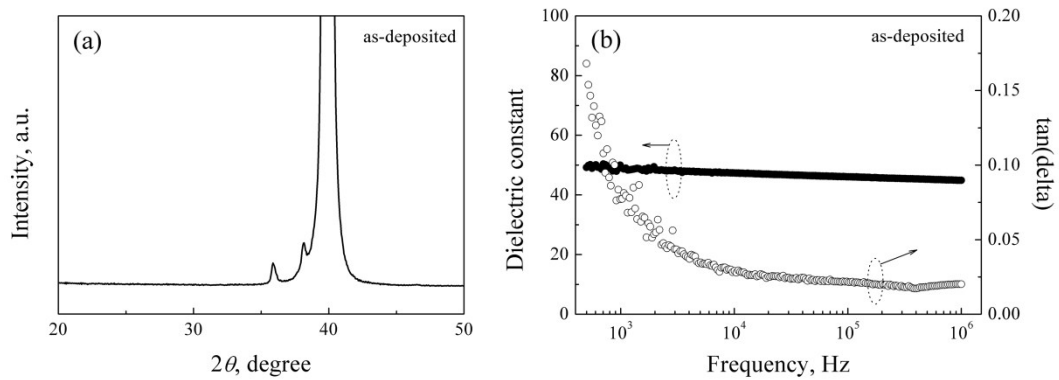 (a)
as-deposited
Intensity, a.u.
20
30
40
50
2θ, degree
(b)
as-deposited
100
80
60
40
20
0
Dielectric constant
0.20
0.15
0.10
0.05
0.00
tan(delta)
10³
10⁴
10⁵
10⁶
Frequency, Hz